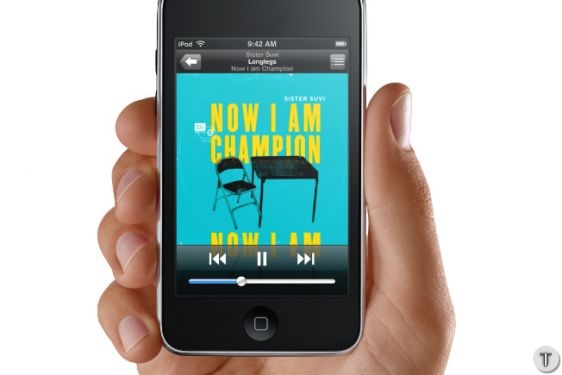 iPod 9:42 AM
Sister Suvi
Longlegs
Now I am Champion
SISTER SUVI
NOW I AM
CHAMPION
NOW I AM
T